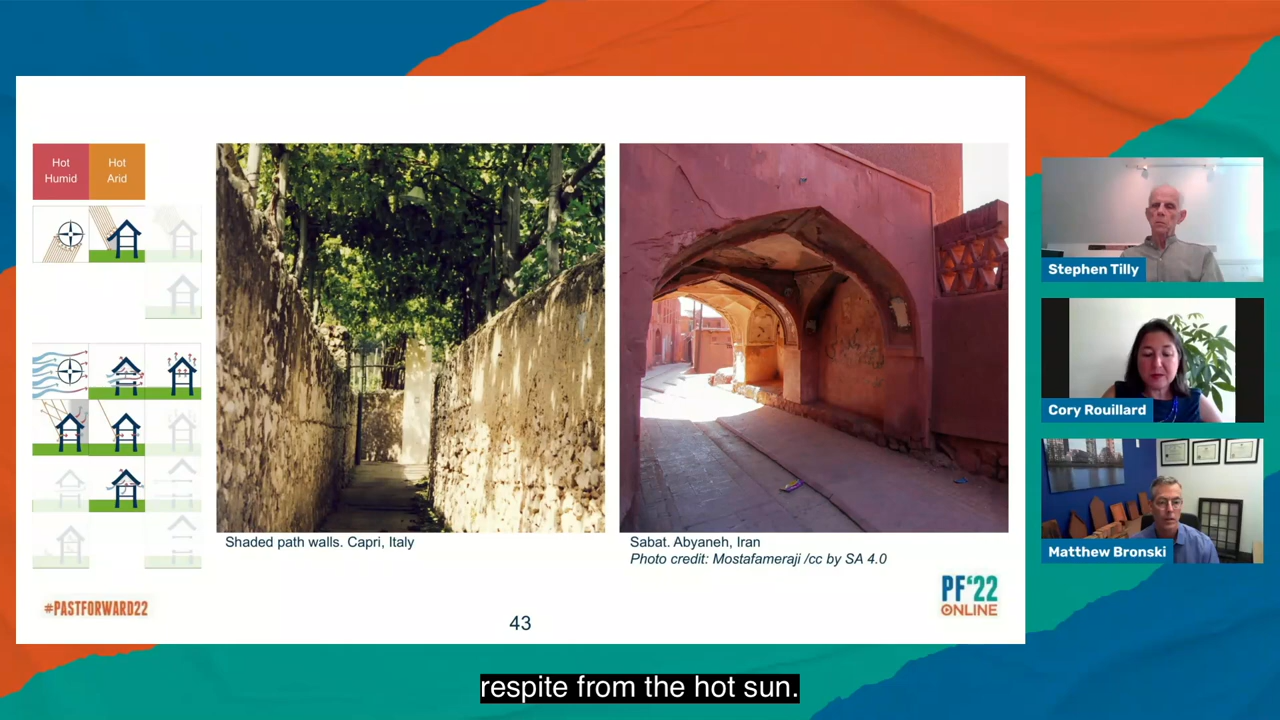 Hot
Humid
Hot
Arid
Shaded path walls. Capri, Italy
Sabat. Abyaneh, Iran
Photo credit: Mostafameraji /cc by SA 4.0
#PASTFORWARD22
43
PF'22
ONLINE
Stephen Tilly
Cory Rouillard
Matthew Bronski
respite from the hot sun.